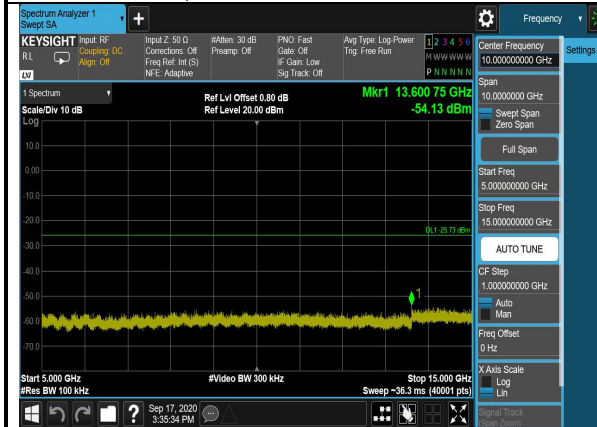 Spectrum Analyzer 1
Swept SA
+
Frequency
KEYSIGHT
RL
LV
Input: RF
Coupling: DC
Align: Off
Input Z: 50 Ω
Corrections: Off
Freq Ref: Int (S)
NFE: Adaptive
#Atten: 30 dB
Preamp: Off
PNO: Fast
Gate: Off
IF Gain: Low
Sig Track: Off
Avg Type: Log-Power
Trig: Free Run
1 2 3 4 5 6
M W W W W W
P N N N N N
1 Spectrum
Scale/Div 10 dB
Log
Ref Lvl Offset 0.80 dB
Ref Level 20.00 dBm
Mkr1 13.600 75 GHz
-54.13 dBm
10.0
0.00
-10.0
-20.0
DL1 -25.73 dBm
-30.0
-40.0
1
-50.0
-60.0
-70.0
Start 5.000 GHz
#Res BW 100 kHz
#Video BW 300 kHz
Stop 15.000 GHz
Sweep ~36.3 ms (40001 pts)
Center Frequency
10.000000000 GHz
Settings
Span
10.0000000 GHz
Swept Span
Zero Span
Full Span
Start Freq
5.000000000 GHz
Stop Freq
15.000000000 GHz
AUTO TUNE
CF Step
1.000000000 GHz
Auto
Man
Freq Offset
0 Hz
X Axis Scale
Log
Lin
Signal Track
(Span Zoom)
?
Sep 17, 2020
3:35:34 PM